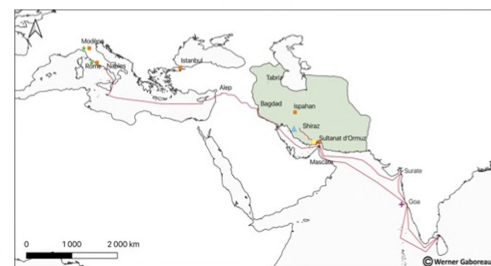 Modène
Rome
Naples
Istanbul
Tabriz
Alep
Bagdad
Ispahan
Shiraz
Sultanat d'Ormuz
Mascate
Surate
Goa
0 1 000 2 000 km
© Werner Gaboreau